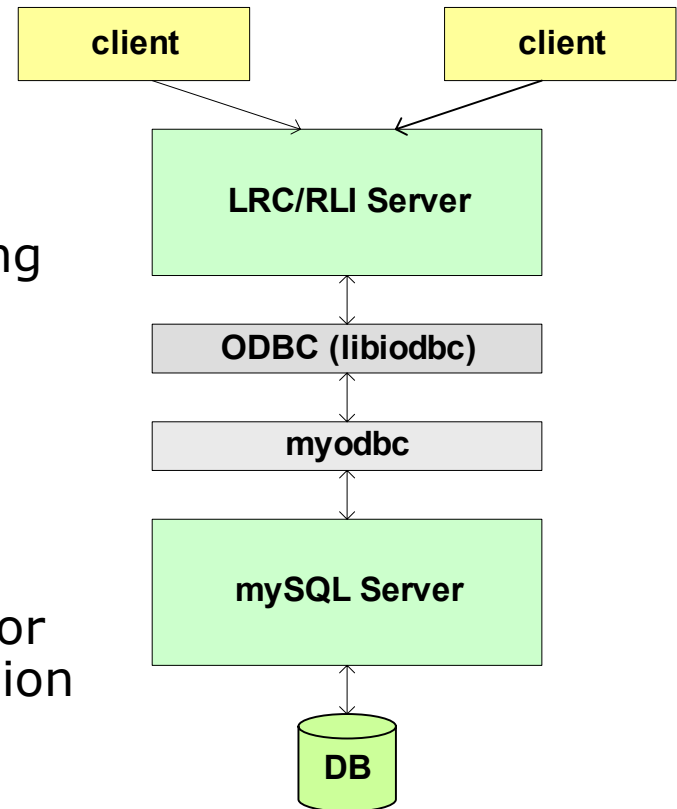 client
client
LRC/RLI Server
ng
ODBC (libiodbc)
myodbc
mySQL Server
or
ion
DB